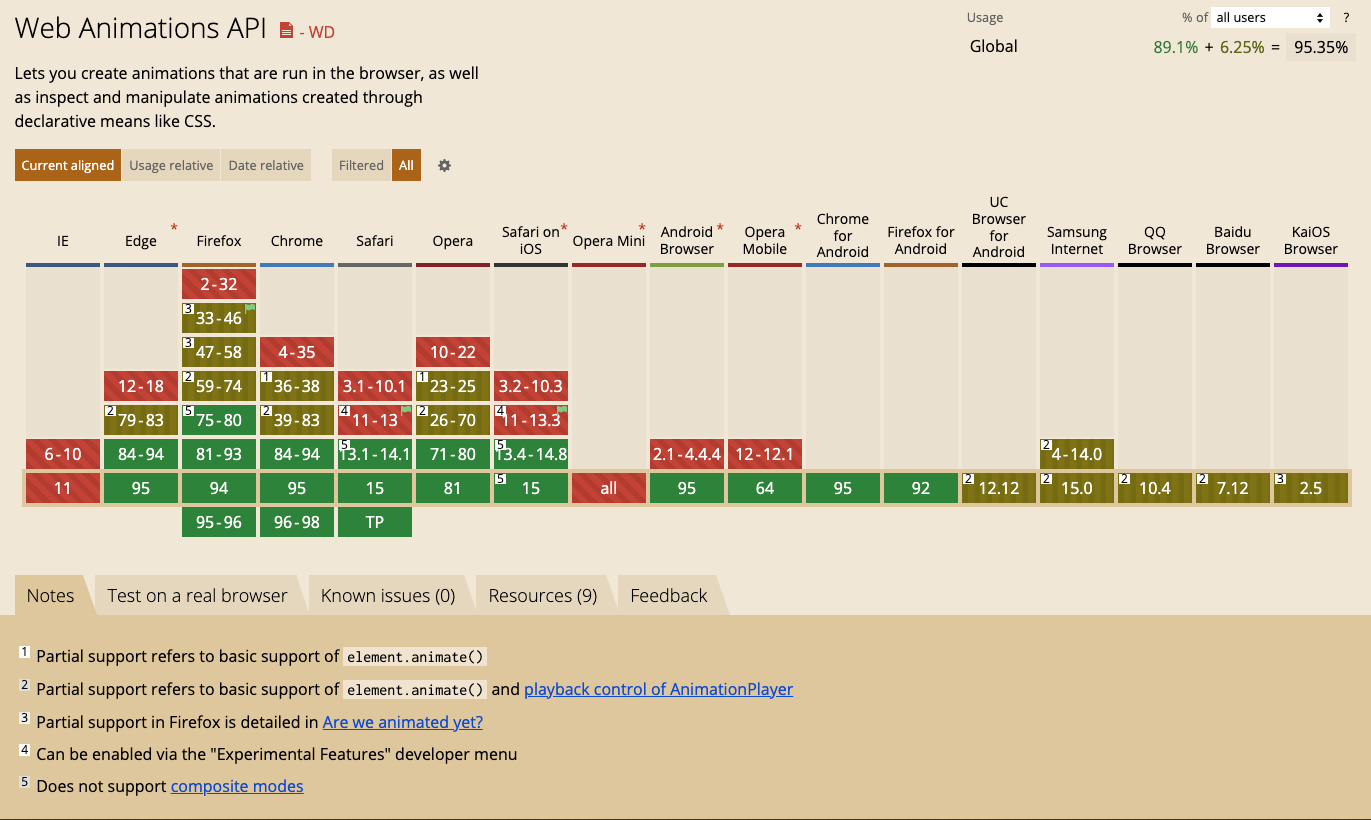 Web Animations API - WD
Usage % of all users ?
Global 89.1% + 6.25% = 95.35%
Lets you create animations that are run in the browser, as well
as inspect and manipulate animations created through
declarative means like CSS.
Current aligned Usage relative Date relative Filtered All
IE
Edge *
Firefox
Chrome
Safari
Opera
Safari on *
iOS
Opera Mini *
Android *
Browser
Opera *
Mobile
Chrome
for
Android
Firefox for
Android
UC
Browser
for
Android
Samsung
Internet
QQ
Browser
Baidu
Browser
KaiOS
Browser
2-32
3 33-46
3 47-58 4-35 10-22
12-18 2 59-74 1 36-38 3.1-10.1 1 23-25 3.2-10.3
2 79-83 5 75-80 2 39-83 4 11-13 2 26-70 4 11-13.3
6-10 84-94 81-93 84-94 5 13.1-14.1 71-80 5 13.4-14.8 2.1-4.4.4 12-12.1 2 4-14.0
11 95 94 95 15 81 5 15 all 95 64 95 92 2 12.12 2 15.0 2 10.4 2 7.12 3 2.5
95-96 96-98 TP
Notes Test on a real browser Known issues (0) Resources (9) Feedback
1 Partial support refers to basic support of element.animate()
2 Partial support refers to basic support of element.animate() and playback control of AnimationPlayer
3 Partial support in Firefox is detailed in Are we animated yet?
4 Can be enabled via the "Experimental Features" developer menu
5 Does not support composite modes